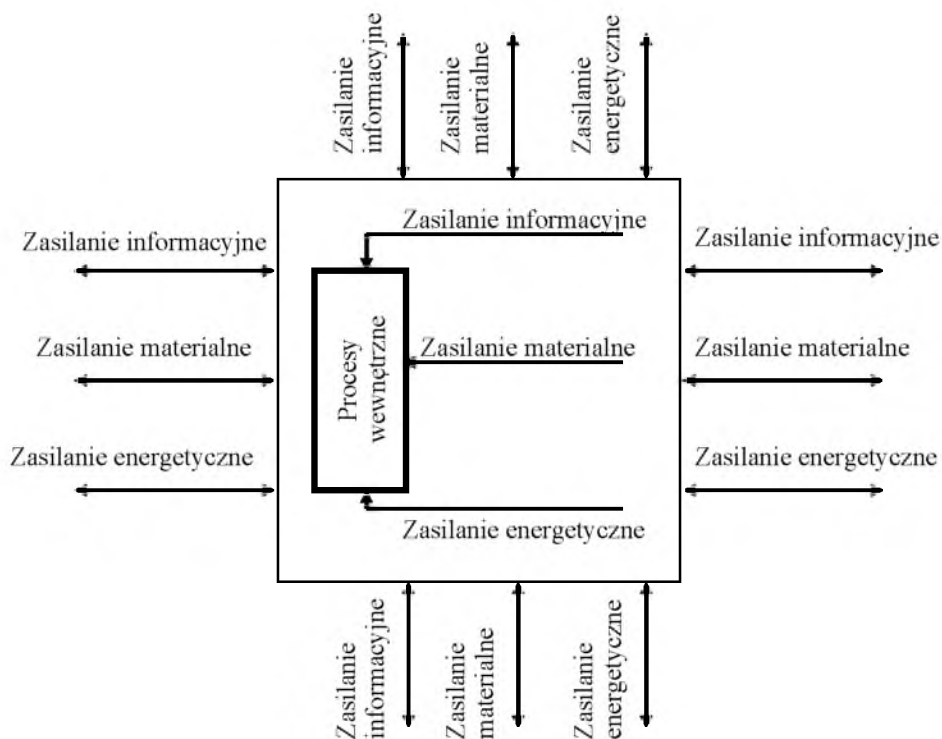 Zasilanie
informacyjne
Zasilanie
materialne
Zasilanie
energetyczne
Zasilanie informacyjne
Zasilanie materialne
Zasilanie energetyczne
Zasilanie informacyjne
Procesy
wewnętrzne
Zasilanie materialne
Zasilanie energetyczne
Zasilanie informacyjne
Zasilanie materialne
Zasilanie energetyczne
Zasilanie
informacyjne
Zasilanie
materialne
Zasilanie
energetyczne